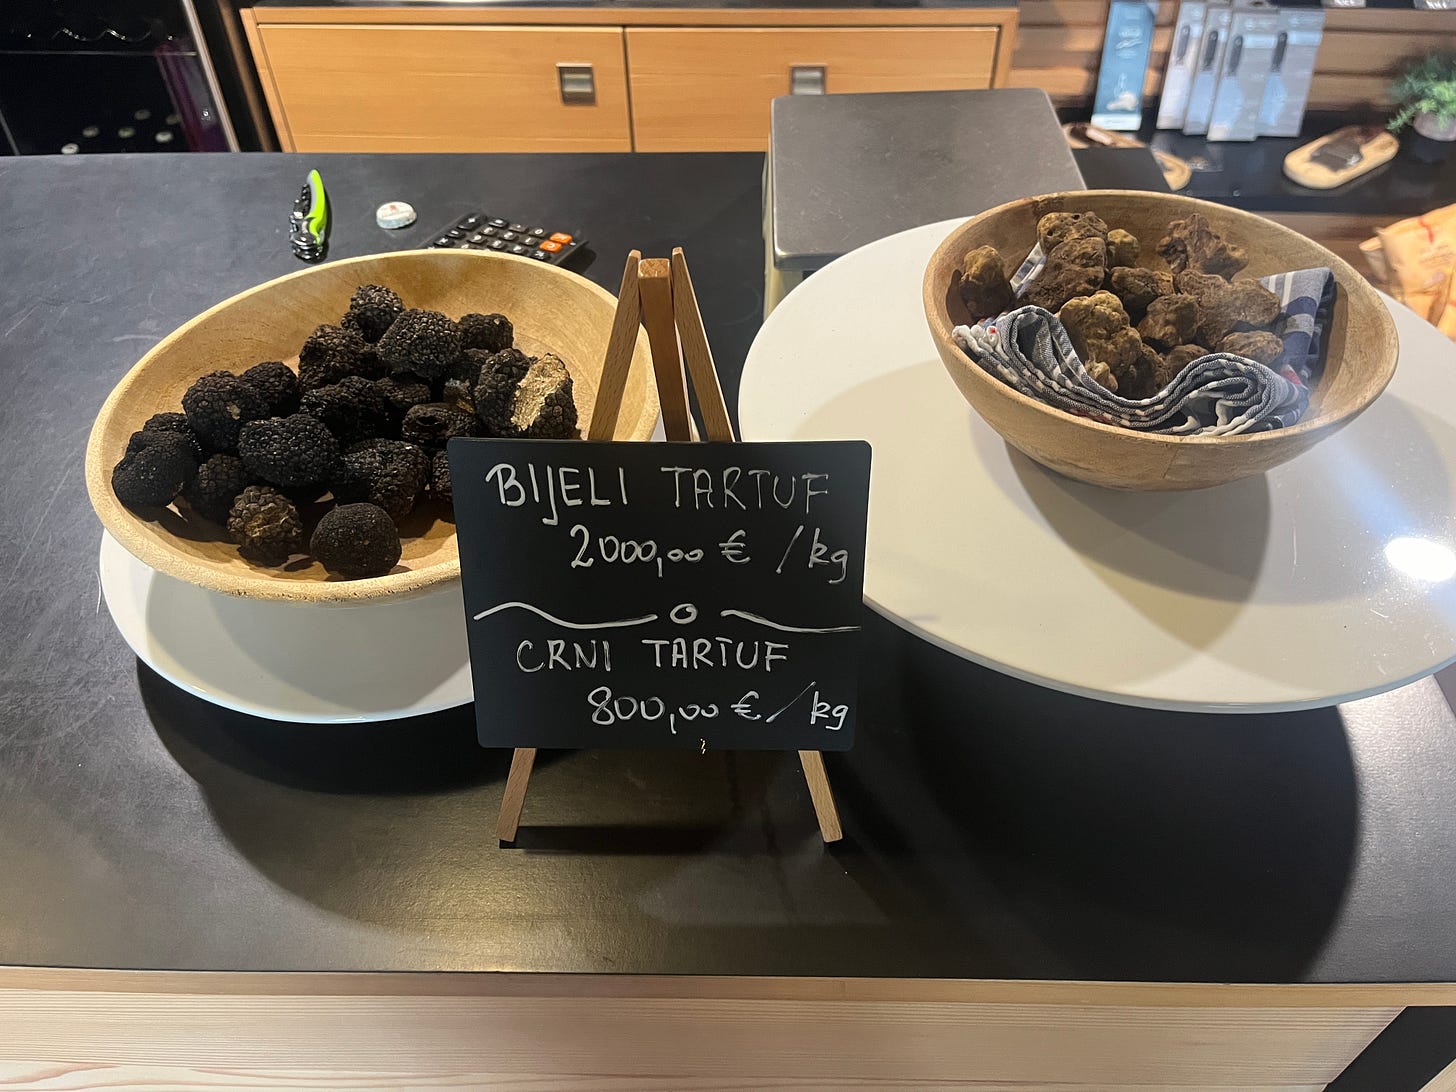 BIJELI TARTUF
2000,00 € /kg
CRNI TARTUF
800,00 €/kg